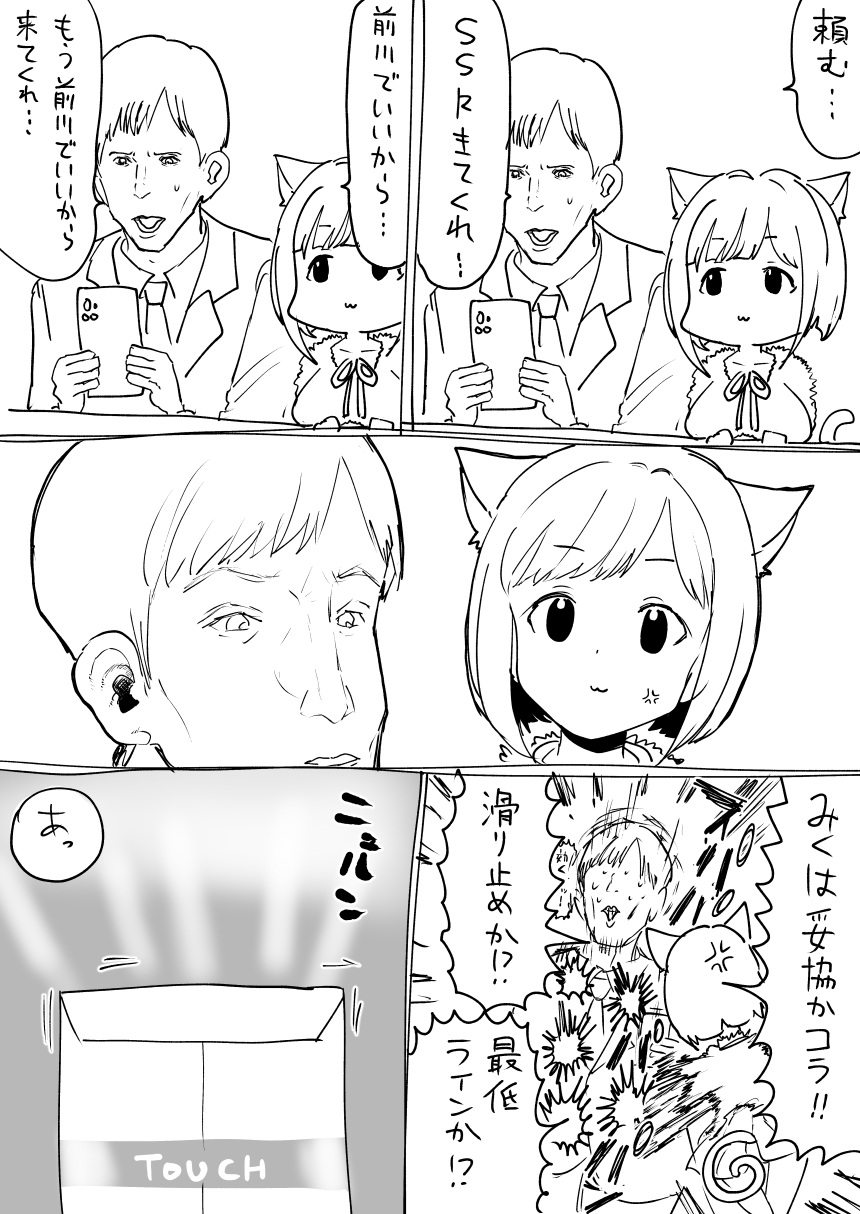 頼む…
SSRきてくれ…
前川でいいから…
もう前川でいいから
来てくれ…
みくは妥協かコラ!!
滑り止めか!?
最低
ラインか!?
効く
あっ
ニ゛ュルン
TOUCH